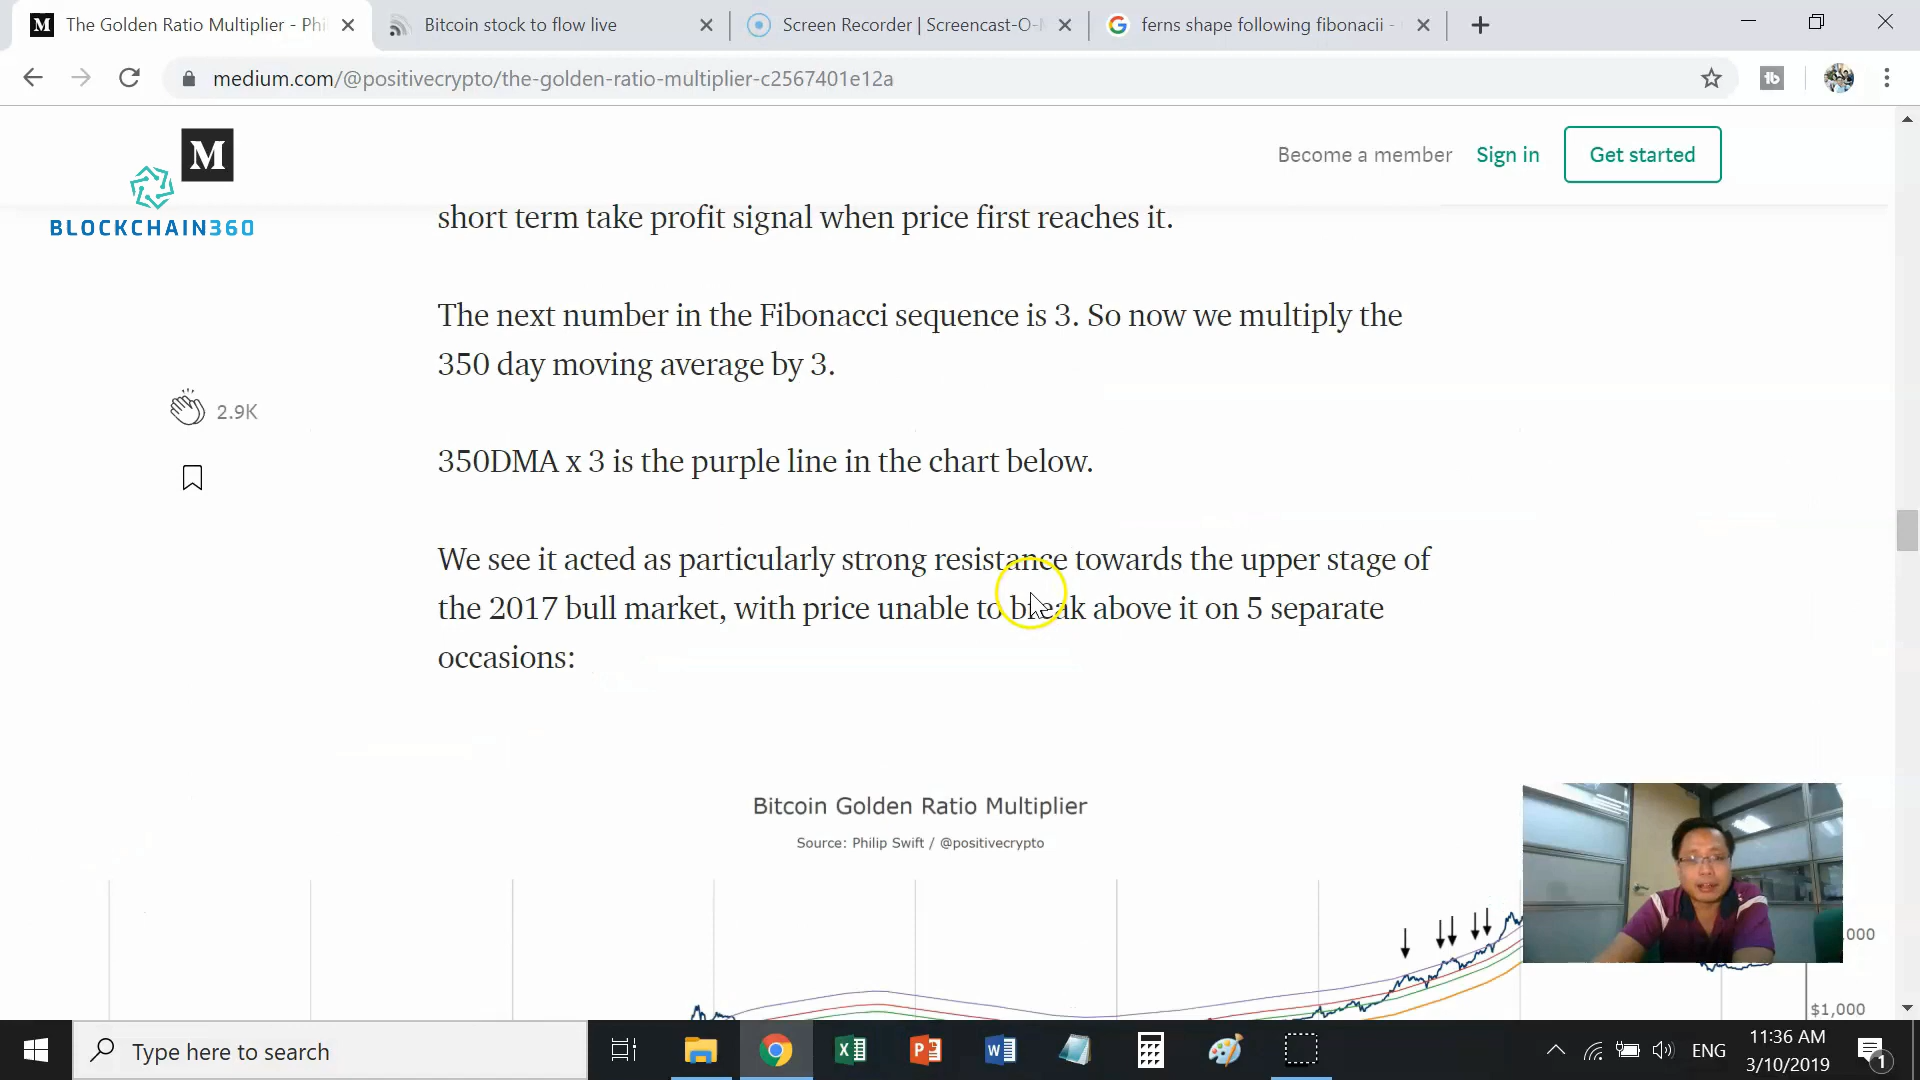 The Golden Ratio Multiplier - Phi
Bitcoin stock to flow live
Screen Recorder | Screencast-O-
ferns shape following fibonacii -
medium.com/@positivecrypto/the-golden-ratio-multiplier-c2567401e12a
M
BLOCKCHAIN360
Become a member
Sign in
Get started
short term take profit signal when price first reaches it.
The next number in the Fibonacci sequence is 3. So now we multiply the
350 day moving average by 3.
2.9K
350DMA x 3 is the purple line in the chart below.
We see it acted as particularly strong resistance towards the upper stage of
the 2017 bull market, with price unable to break above it on 5 separate
occasions:
Bitcoin Golden Ratio Multiplier
Source: Philip Swift / @positivecrypto
,000
$1,000
Type here to search
ENG
11:36 AM
3/10/2019
1